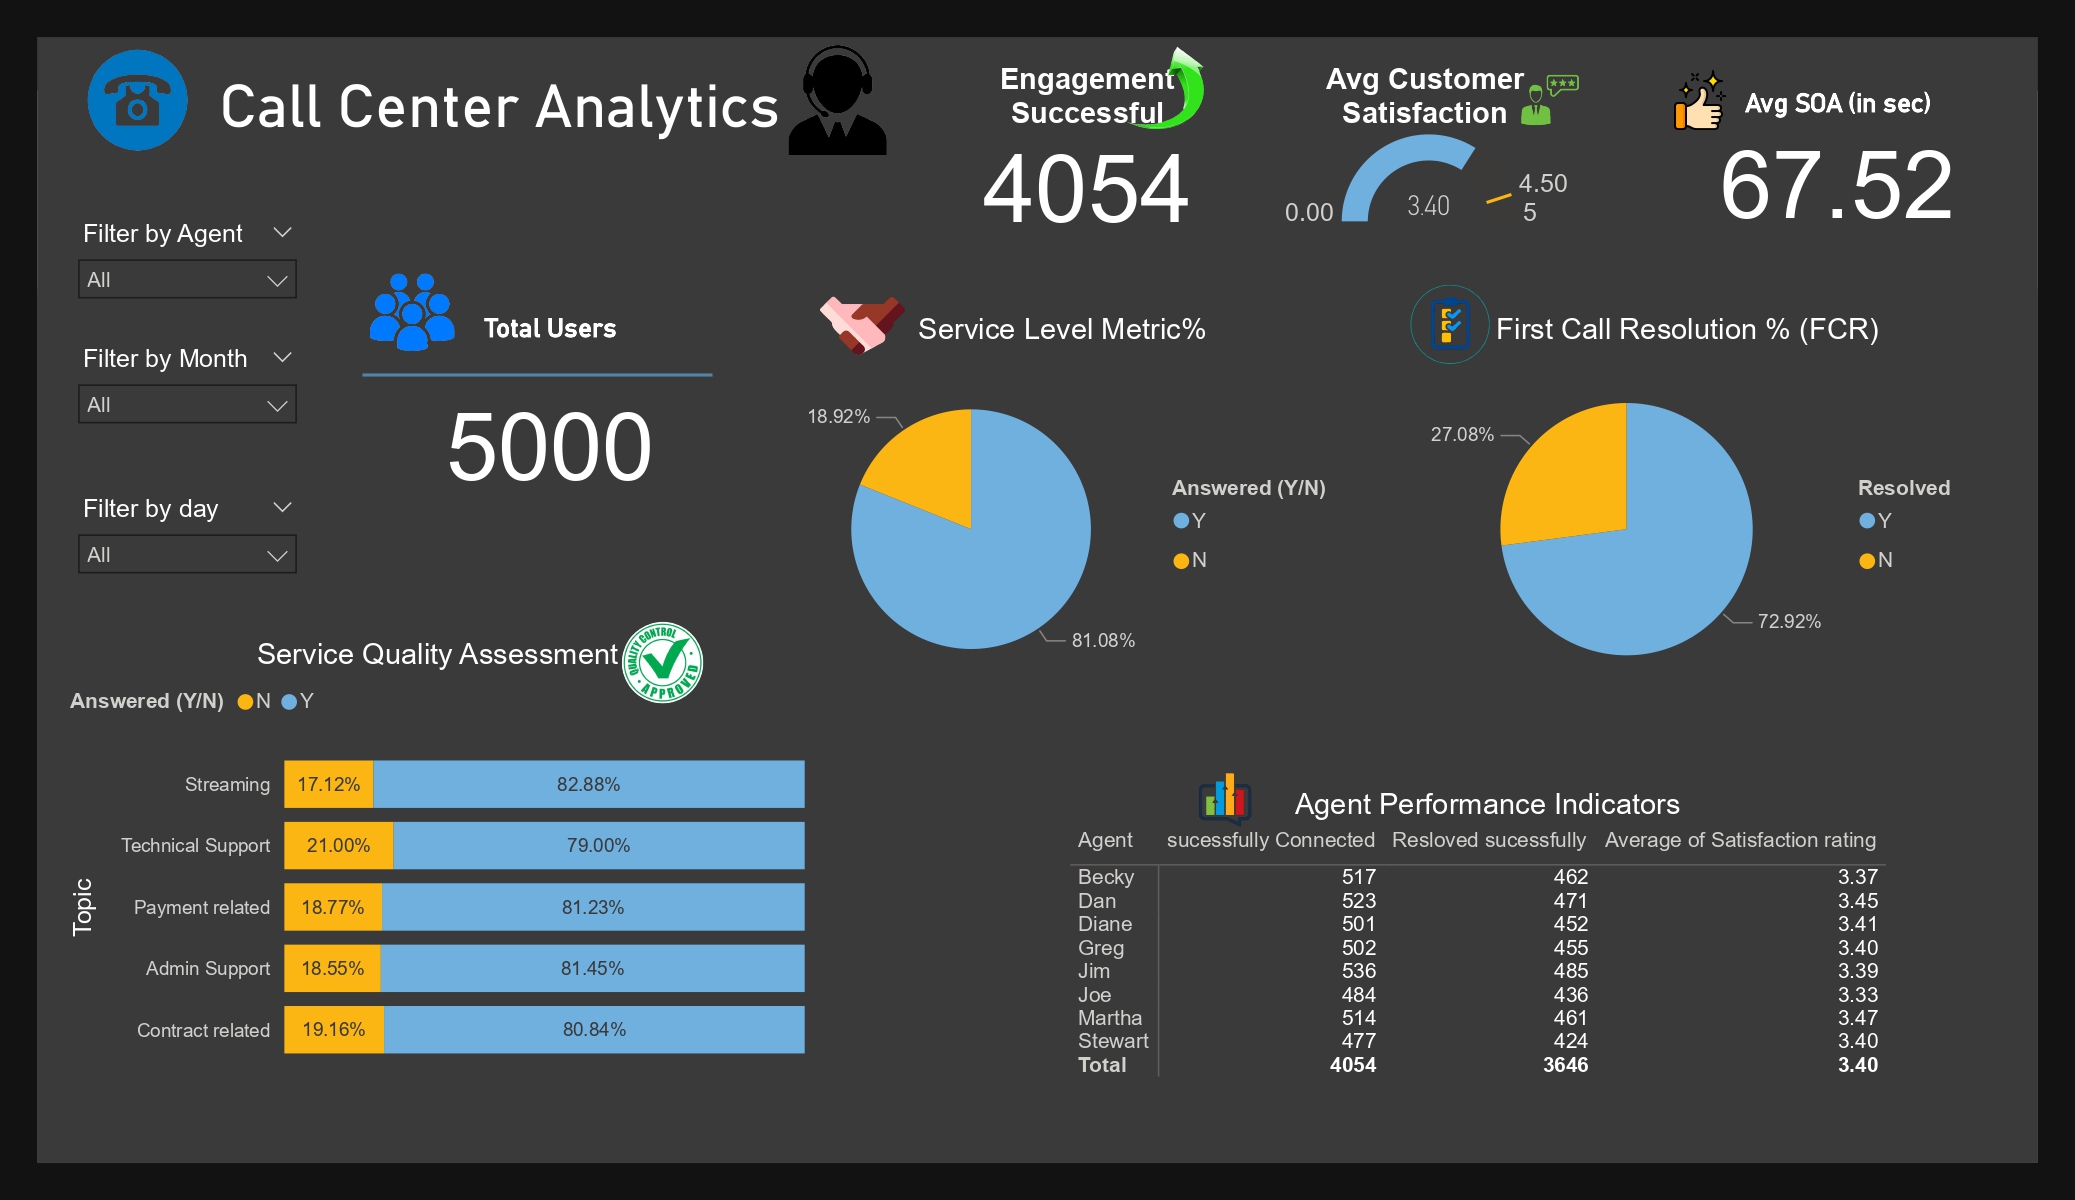 Call Center Analytics
Engagement
Successful
4054
Avg Customer
Satisfaction
0.00
3.40
4.50
5
Avg SOA (in sec)
67.52
Filter by Agent
All
Filter by Month
All
Filter by day
All
Total Users
5000
Service Level Metric%
18.92%
81.08%
Answered (Y/N)
Y
N
First Call Resolution % (FCR)
27.08%
72.92%
Resolved
Y
N
Service Quality Assessment
QUALITY CONTROL
APPROVED
Answered (Y/N) N Y
Topic
Streaming 17.12% 82.88%
Technical Support 21.00% 79.00%
Payment related 18.77% 81.23%
Admin Support 18.55% 81.45%
Contract related 19.16% 80.84%
Agent Performance Indicators
Agent sucessfully Connected Resloved sucessfully Average of Satisfaction rating
Becky 517 462 3.37
Dan 523 471 3.45
Diane 501 452 3.41
Greg 502 455 3.40
Jim 536 485 3.39
Joe 484 436 3.33
Martha 514 461 3.47
Stewart 477 424 3.40
Total 4054 3646 3.40